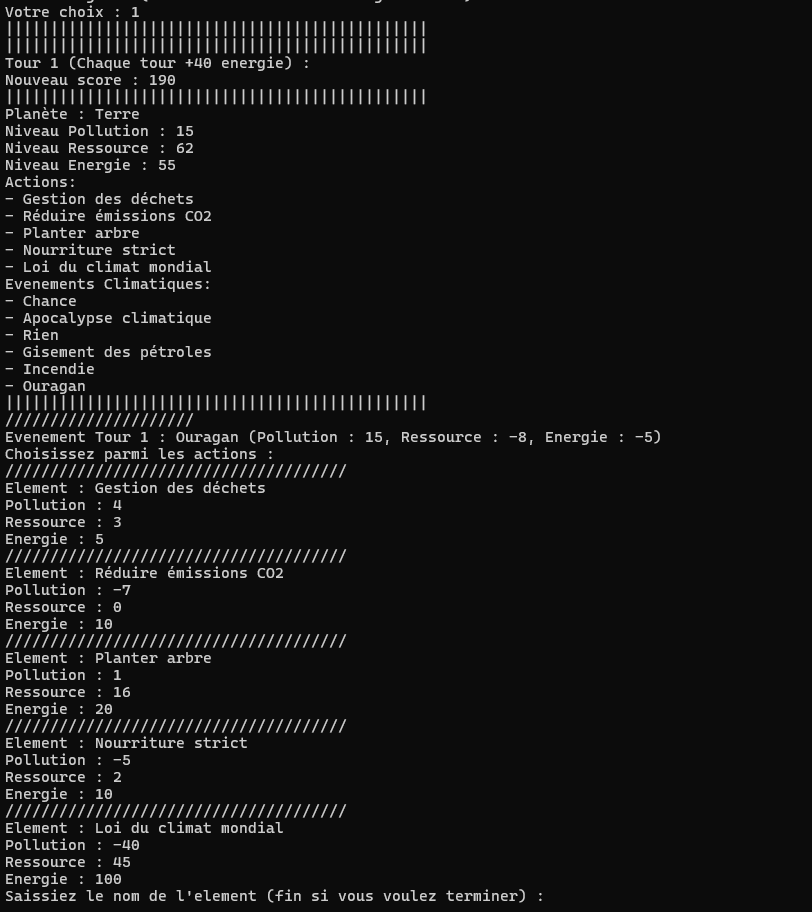 Votre choix : 1
|||||||||||||||||||||||||||||||||||||||||||||||
|||||||||||||||||||||||||||||||||||||||||||||||
Tour 1 (Chaque tour +40 energie) :
Nouveau score : 190
|||||||||||||||||||||||||||||||||||||||||||||||
Planète : Terre
Niveau Pollution : 15
Niveau Ressource : 62
Niveau Energie : 55
Actions:
- Gestion des déchets
- Réduire émissions CO2
- Planter arbre
- Nourriture strict
- Loi du climat mondial
Evenements Climatiques:
- Chance
- Apocalypse climatique
- Rien
- Gisement des pétroles
- Incendie
- Ouragan
|||||||||||||||||||||||||||||||||||||||||||||||
/////////////////////
Evenement Tour 1 : Ouragan (Pollution : 15, Ressource : -8, Energie : -5)
Choisissez parmi les actions :
//////////////////////////////////////
Element : Gestion des déchets
Pollution : 4
Ressource : 3
Energie : 5
//////////////////////////////////////
Element : Réduire émissions CO2
Pollution : -7
Ressource : 0
Energie : 10
//////////////////////////////////////
Element : Planter arbre
Pollution : 1
Ressource : 16
Energie : 20
//////////////////////////////////////
Element : Nourriture strict
Pollution : -5
Ressource : 2
Energie : 10
//////////////////////////////////////
Element : Loi du climat mondial
Pollution : -40
Ressource : 45
Energie : 100
Saissiez le nom de l'element (fin si vous voulez terminer) :